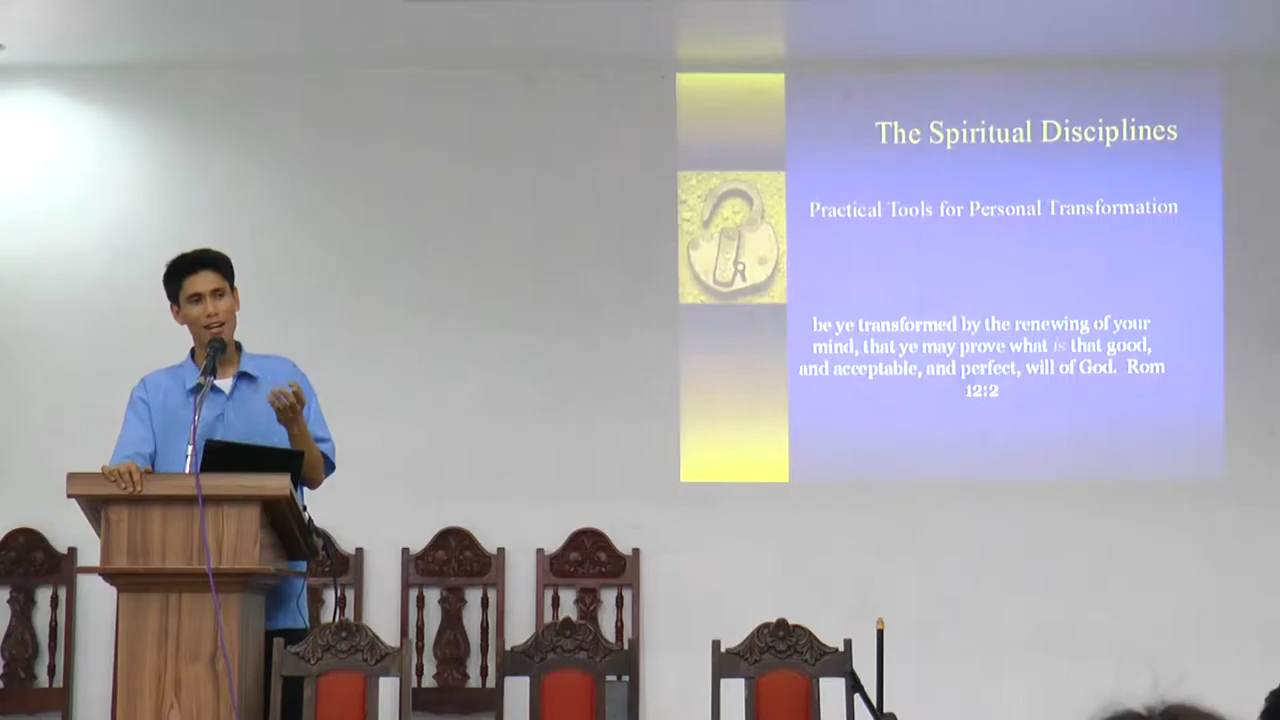 The Spiritual Disciplines
Practical Tools for Personal Transformation
be ye transformed by the renewing of your
mind, that ye may prove what is that good,
and acceptable, and perfect, will of God. Rom
12:2